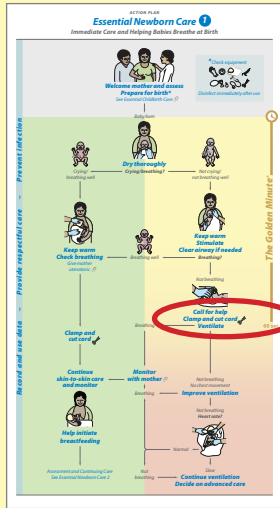 ACTION PLAN
Essential Newborn Care 1
Immediate Care and Helping Babies Breathe at Birth
Welcome mother and assess
Prepare for birth*
See Essential Childbirth Care
*Check equipment
Disinfect immediately after use
Baby born
Dry thoroughly
Crying/
breathing well
Crying/breathing?
Not crying/
not breathing well
Keep warm
Check breathing
Give mother
uterotonic
Breathing well
Keep warm
Stimulate
Clear airway if needed
Breathing?
Not breathing
Call for help
Clamp and cut cord
Ventilate
Breathing
60 sec
Clamp and
cut cord
Continue
skin-to-skin care
and monitor
Monitor
with mother
Not breathing
No chest movement
Breathing
Improve ventilation
Not breathing
Heart rate?
Help initiate
breastfeeding
Normal
Slow
Assessment and Continuing Care
See Essential Newborn Care 2
Not
breathing
Continue ventilation
Decide on advanced care
Prevent infection
Provide respectful care
Record and use data
The Golden Minute